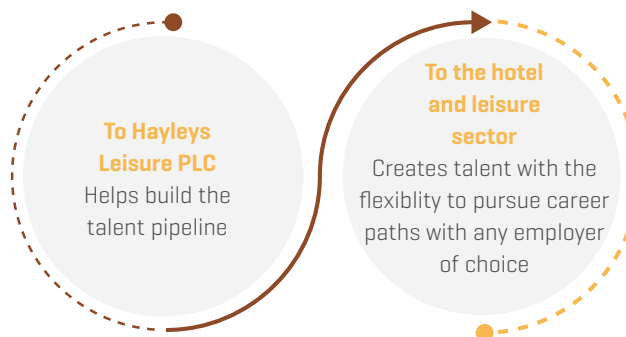 To Hayleys
Leisure PLC
Helps build the
talent pipeline
To the hotel
and leisure
sector
Creates talent with the
flexiblity to pursue career
paths with any employer
of choice